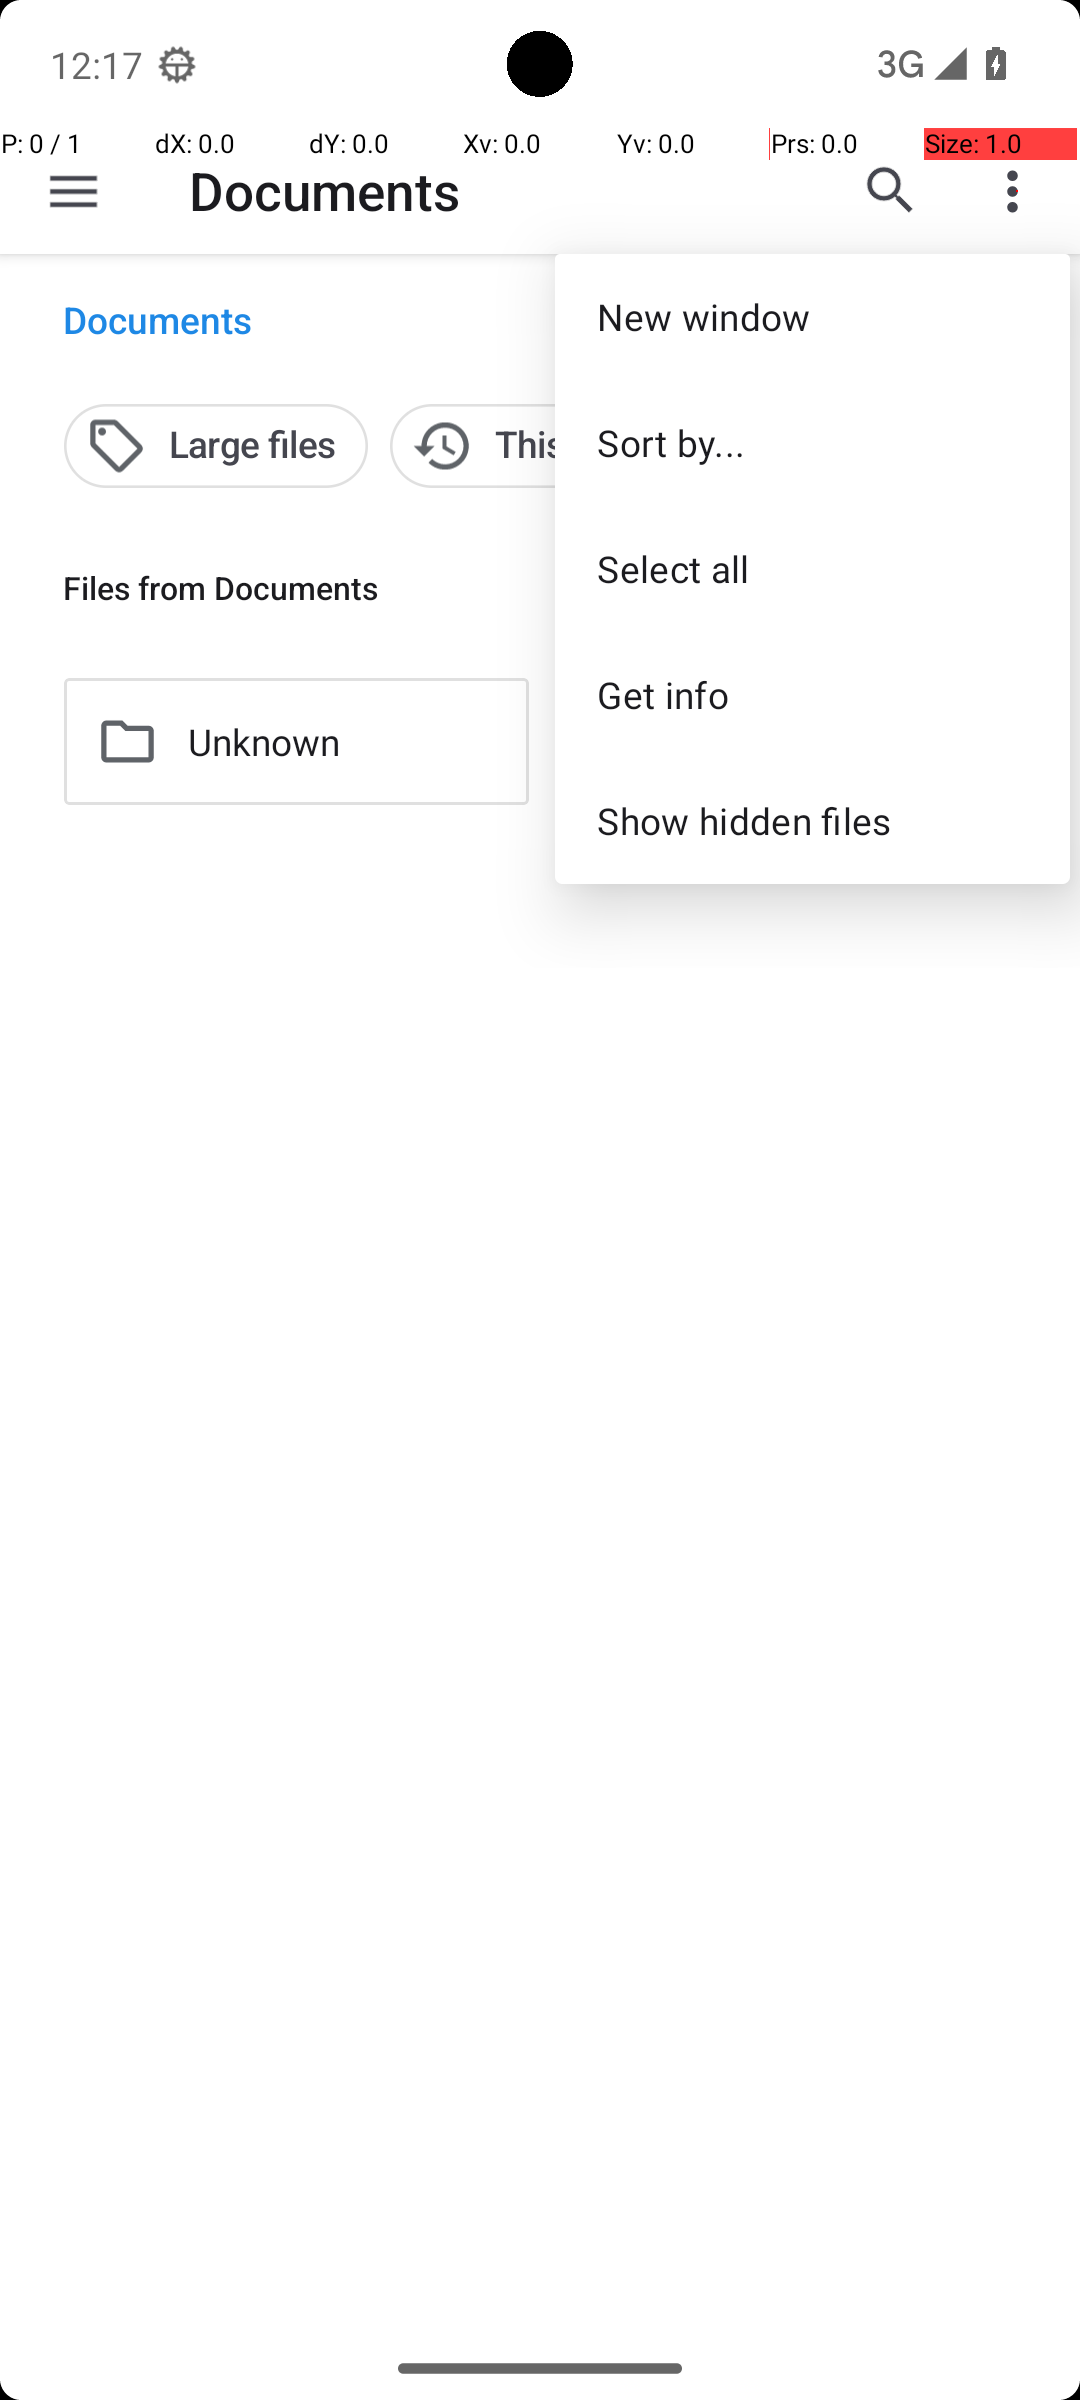 12:17
3G
P: 0 / 1 dX: 0.0 dY: 0.0 Xv: 0.0 Yv: 0.0 Prs: 0.0 Size: 1.0
Documents
Documents
New window
Large files
Sort by...
Select all
Files from Documents
Get info
Unknown
Show hidden files